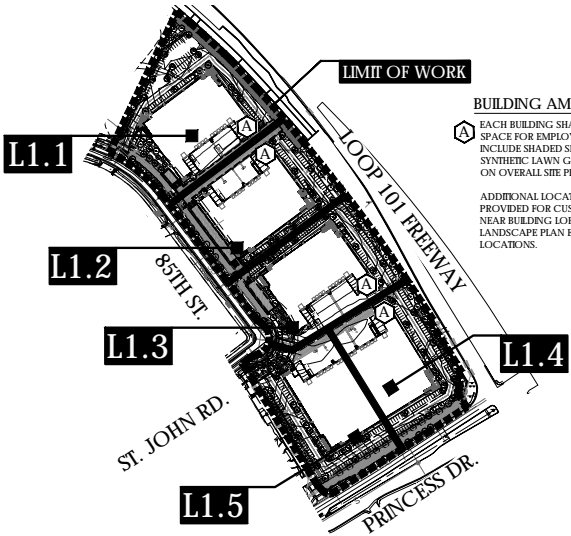 LIMIT OF WORK
BUILDING AM
A
EACH BUILDING SHA
SPACE FOR EMPLOY
INCLUDE SHADED S
SYNTHETIC LAWN G
ON OVERALL SITE P
ADDITIONAL LOCAT
PROVIDED FOR CUS
NEAR BUILDING LO
LANDSCAPE PLAN
LOCATIONS.
L1.1
A
A
LOOP 101 FREEWAY
L1.2
85TH ST.
A
A
L1.3
L1.4
ST. JOHN RD.
L1.5
PRINCESS DR.